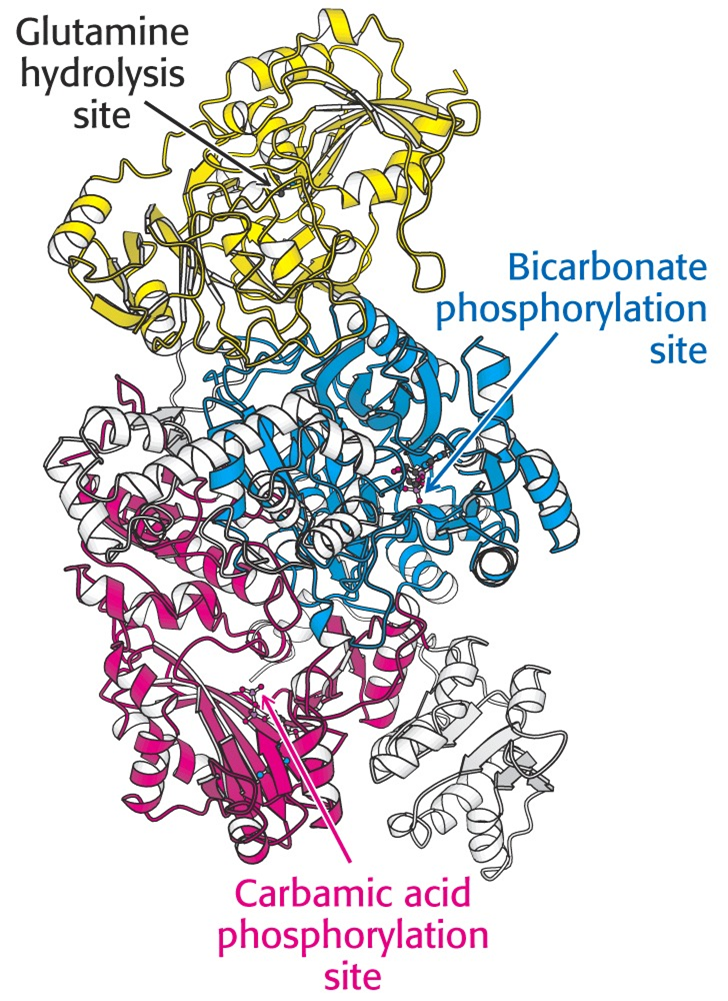 Glutamine
hydrolysis
site
Bicarbonate
phosphorylation
site
Carbamic acid
phosphorylation
site